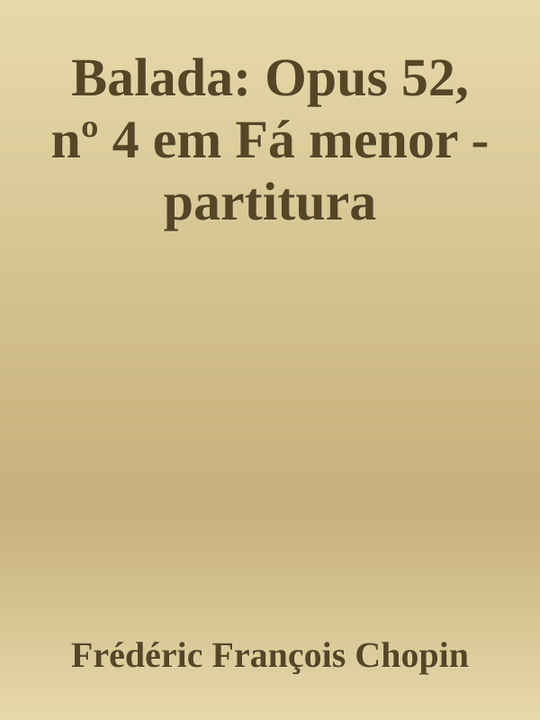 Balada: Opus 52,
nº 4 em Fá menor -
partitura
Frédéric François Chopin